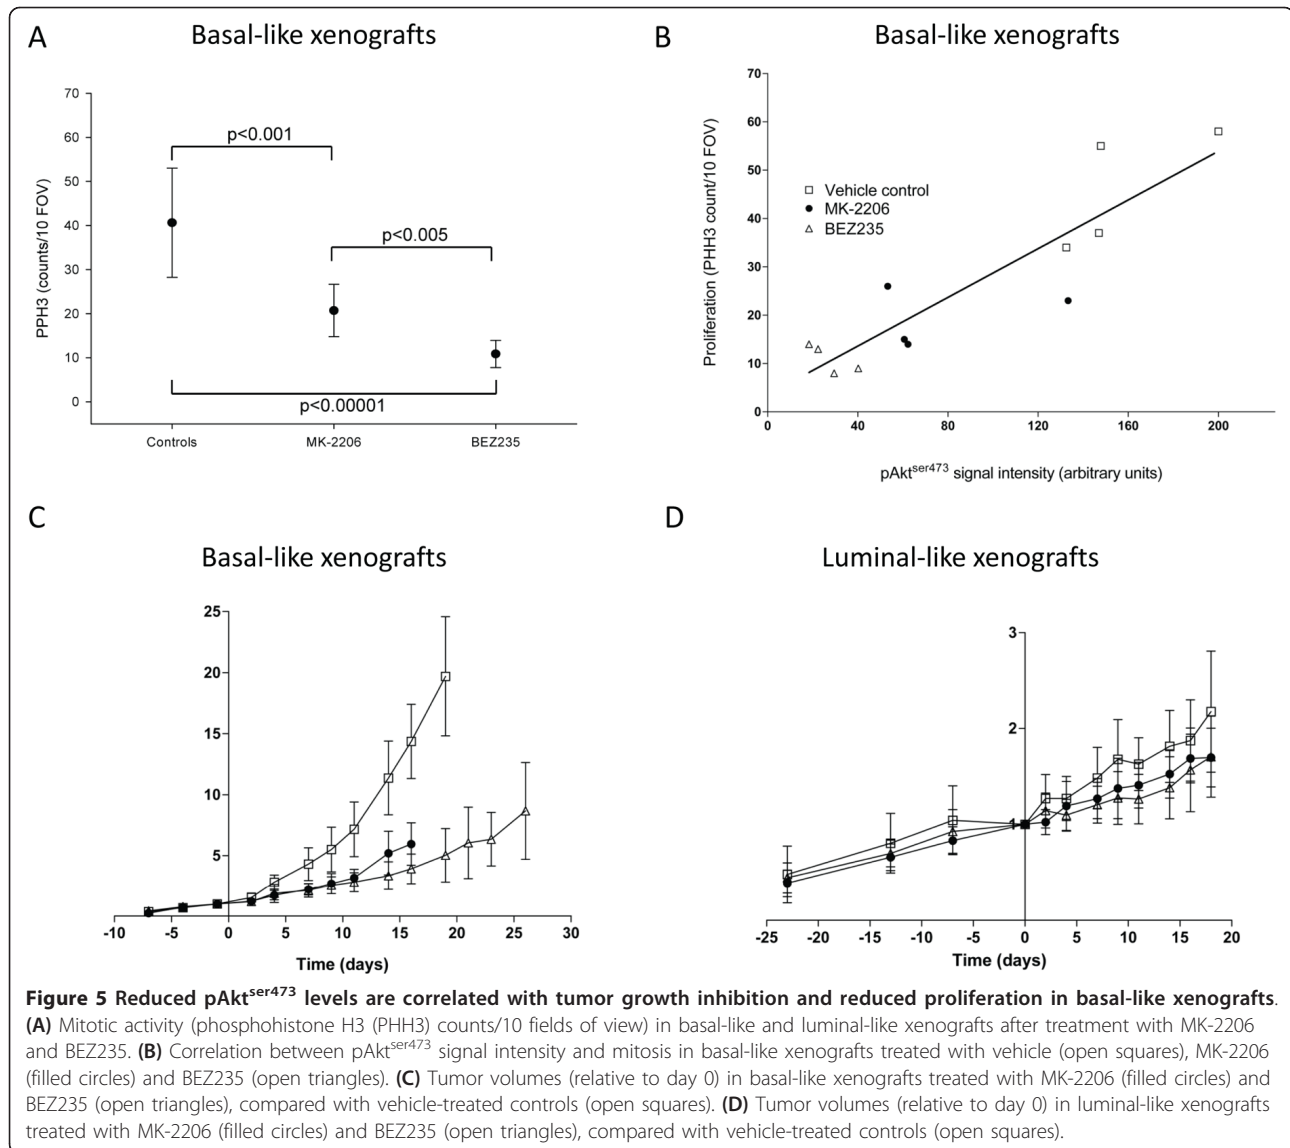 A
Basal-like xenografts
70
60
50
40
30
20
10
0
PPH3 (counts/10 FOV)
p<0.001
p<0.005
p<0.00001
Controls
MK-2206
BEZ235
B
Basal-like xenografts
70
60
50
40
30
20
10
0
Proliferation (PHH3 count/10 FOV)
Vehicle control
MK-2206
BEZ235
0 40 80 120 160 200
pAkt^ser473 signal intensity (arbitrary units)
C
Basal-like xenografts
25
20
15
10
5
-10 -5 0 5 10 15 20 25 30
Time (days)
D
Luminal-like xenografts
3
2
1
-25 -20 -15 -10 -5 0 5 10 15 20
Time (days)
Figure 5 Reduced pAkt^ser473 levels are correlated with tumor growth inhibition and reduced proliferation in basal-like xenografts.
(A) Mitotic activity (phosphohistone H3 (PHH3) counts/10 fields of view) in basal-like and luminal-like xenografts after treatment with MK-2206
and BEZ235. (B) Correlation between pAkt^ser473 signal intensity and mitosis in basal-like xenografts treated with vehicle (open squares), MK-2206
(filled circles) and BEZ235 (open triangles). (C) Tumor volumes (relative to day 0) in basal-like xenografts treated with MK-2206 (filled circles) and
BEZ235 (open triangles), compared with vehicle-treated controls (open squares). (D) Tumor volumes (relative to day 0) in luminal-like xenografts
treated with MK-2206 (filled circles) and BEZ235 (open triangles), compared with vehicle-treated controls (open squares).